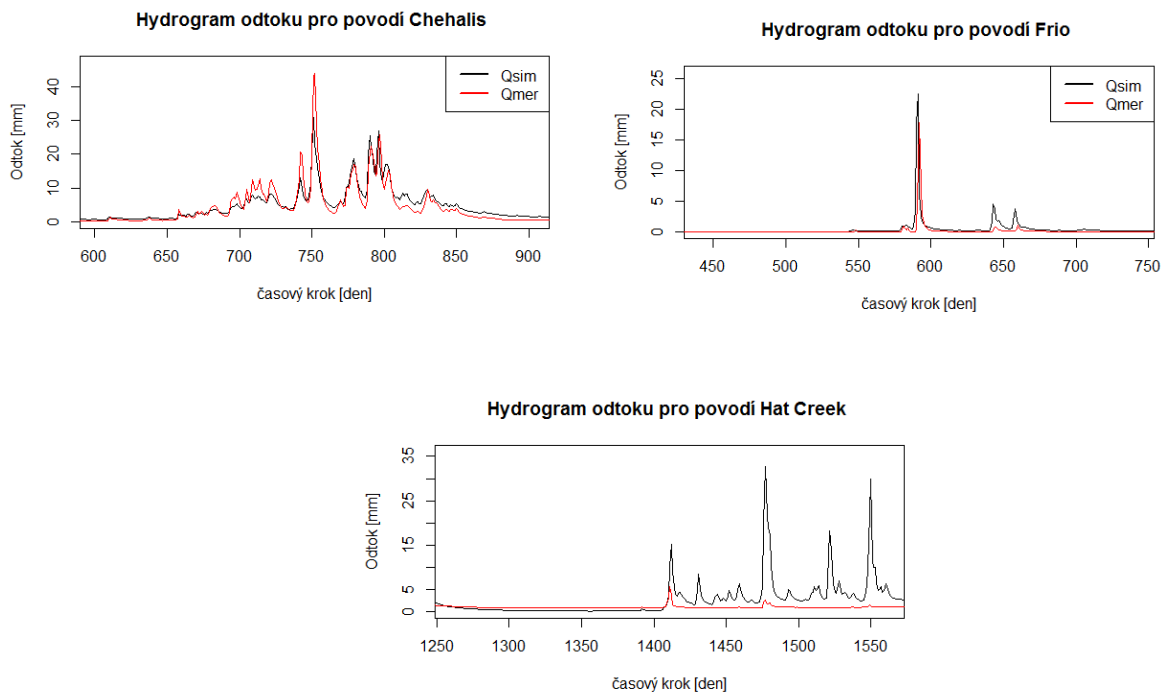 Hydrogram odtoku pro povodí Chehalis
Odtok [mm]
0 10 20 30 40
Qsim
Qmer
600 650 700 750 800 850 900
časový krok [den]
Hydrogram odtoku pro povodí Frio
Odtok [mm]
0 5 10 15 20 25
Qsim
Qmer
450 500 550 600 650 700 750
časový krok [den]
Hydrogram odtoku pro povodí Hat Creek
Odtok [mm]
0 5 15 25 35
1250 1300 1350 1400 1450 1500 1550
časový krok [den]